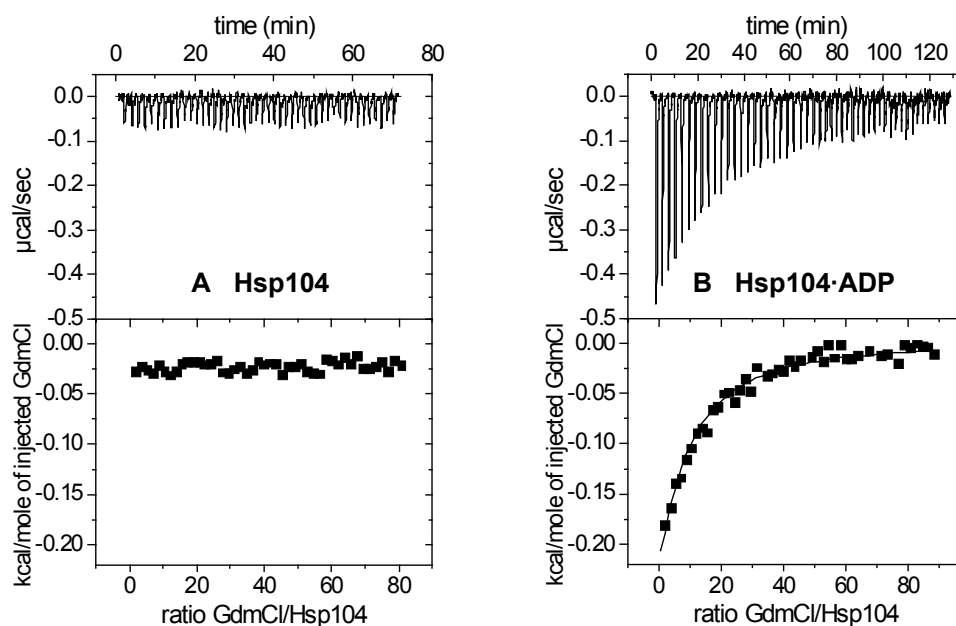 time (min)
0 20 40 60 80
0.0
-0.1
-0.2
-0.3
-0.4
-0.5
µcal/sec
A Hsp104
0.00
-0.05
-0.10
-0.15
-0.20
kcal/mole of injected GdmCl
0 20 40 60 80
ratio GdmCl/Hsp104
time (min)
0 20 40 60 80 100 120
0.0
-0.1
-0.2
-0.3
-0.4
-0.5
µcal/sec
B Hsp104·ADP
0.00
-0.05
-0.10
-0.15
-0.20
kcal/mole of injected GdmCl
0 20 40 60 80
ratio GdmCl/Hsp104